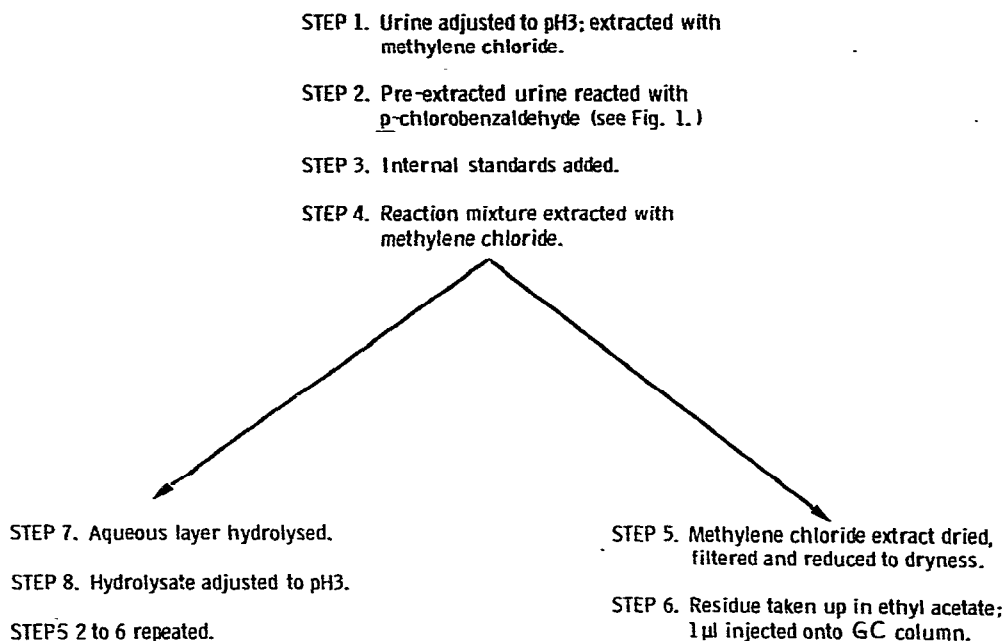 STEP 1. Urine adjusted to pH3; extracted with
methylene chloride.
STEP 2. Pre-extracted urine reacted with
p-chlorobenzaldehyde (see Fig. 1.)
STEP 3. Internal standards added.
STEP 4. Reaction mixture extracted with
methylene chloride.
STEP 7. Aqueous layer hydrolysed.
STEP 8. Hydrolysate adjusted to pH3.
STEPS 2 to 6 repeated.
STEP 5. Methylene chloride extract dried,
filtered and reduced to dryness.
STEP 6. Residue taken up in ethyl acetate;
1 µl injected onto GC column.